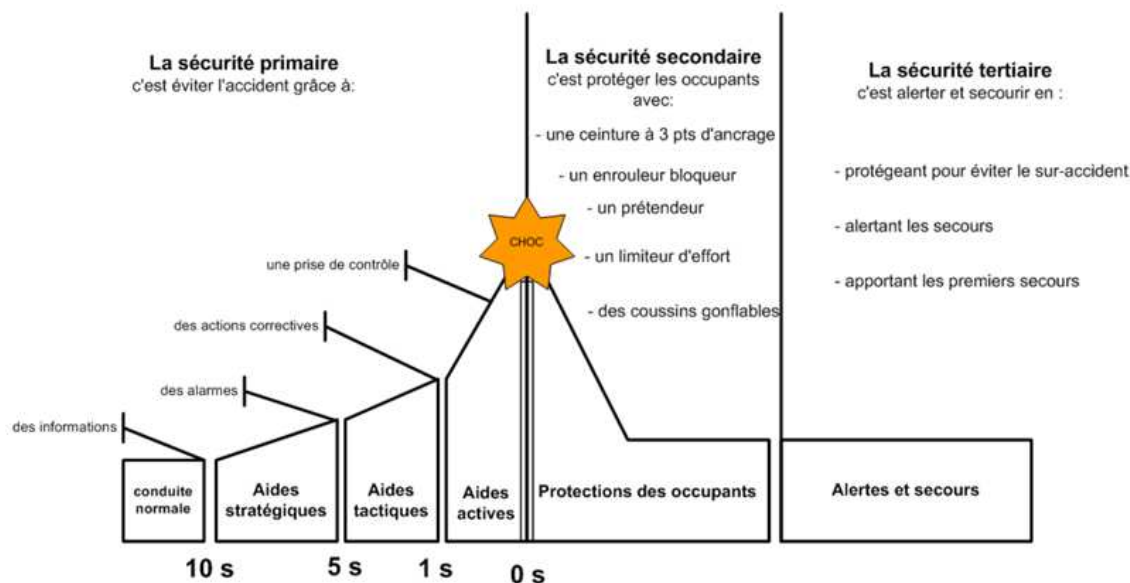 La sécurité primaire
c'est éviter l'accident grâce à:
La sécurité secondaire
c'est protéger les occupants
avec:
- une ceinture à 3 pts d'ancrage
- un enrouleur bloqueur
- un prétendeur
- un limiteur d'effort
- des coussins gonflables
La sécurité tertiaire
c'est alerter et secourir en :
- protégeant pour éviter le sur-accident
- alertant les secours
- apportant les premiers secours
CHOC
une prise de contrôle
des actions correctives
des alarmes
des informations
conduite
normale
Aides
stratégiques
Aides
tactiques
Aides
actives
Protections des occupants
Alertes et secours
10 s
5 s
1 s
0 s